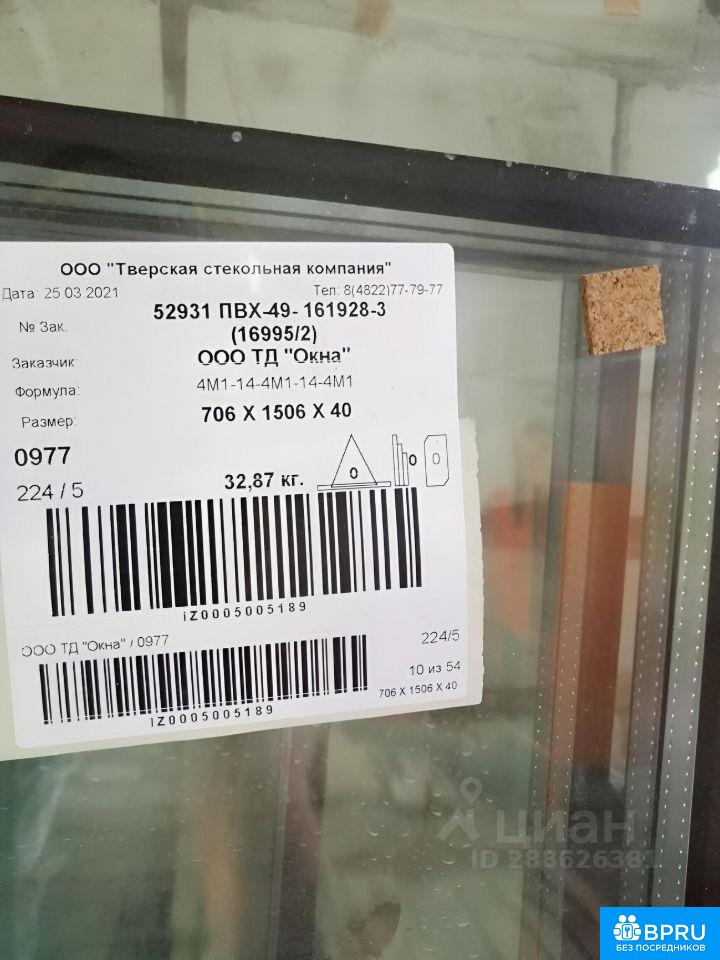 ООО "Тверская стекольная компания"
Дата: 25 03 2021 Тел: 8(4822)77-79-77
№ Зак. 52931 ПВХ-49- 161928-3
(16995/2)
Заказчик ООО ТД "Окна"
Формула: 4М1-14-4М1-14-4М1
Размер: 706 Х 1506 Х 40
0977
224 / 5 32,87 кг.
iZ0005005189
ООО ТД "Окна" / 0977 224/5
10 из 54
706 Х 1506 Х 40
IZ0005005189
циан
ID 28862638
BPRU
БЕЗ ПОСРЕДНИКОВ